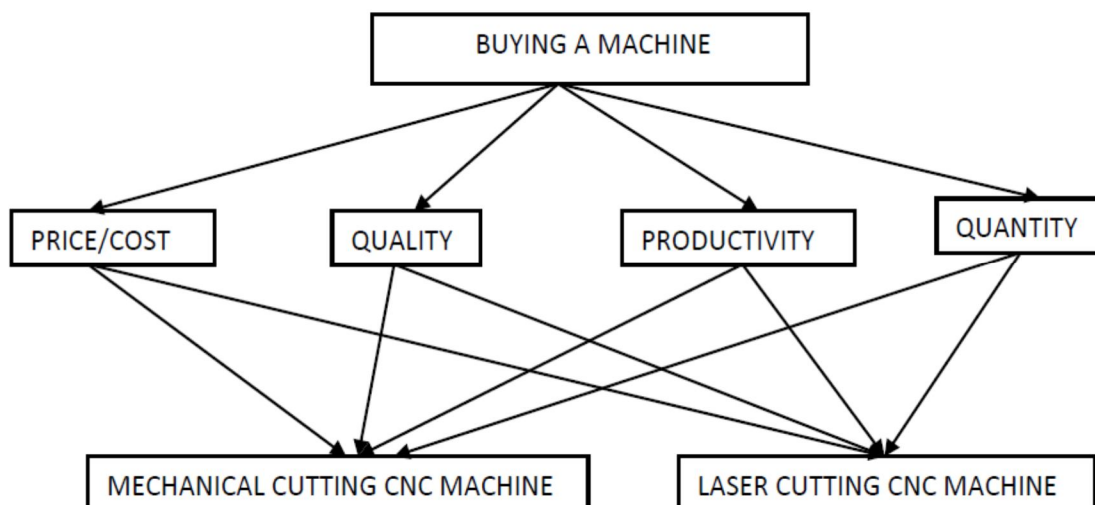 BUYING A MACHINE
PRICE/COST
QUALITY
PRODUCTIVITY
QUANTITY
MECHANICAL CUTTING CNC MACHINE
LASER CUTTING CNC MACHINE